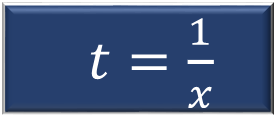 t = 1/x